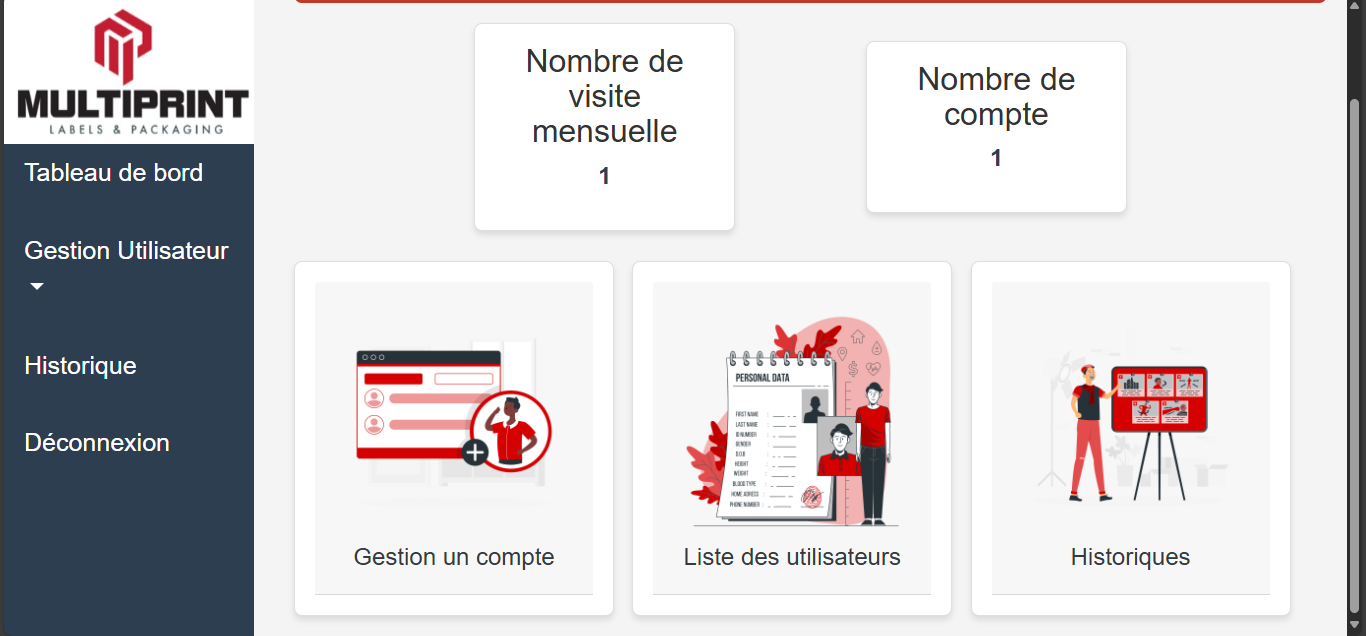 MULTIPRINT
LABELS & PACKAGING
Tableau de bord
Gestion Utilisateur
Historique
Déconnexion
Nombre de
visite
mensuelle
1
Nombre de
compte
1
PERSONAL DATA
FIRST NAME
LAST NAME
ID NUMBER
GENDER
D.O.B
HEIGHT
WEIGHT
BLOOD TYPE
HOME ADRESS
PHONE NUMBER
Gestion un compte
Liste des utilisateurs
Historiques